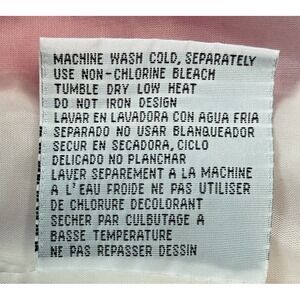 MACHINE WASH COLD, SEPARATELY
USE NON-CHLORINE BLEACH
TUMBLE DRY LOW HEAT
DO NOT IRON DESIGN
LAVAR EN LAVADORA CON AGUA FRIA
SEPARADO NO USAR BLANQUEADOR
SECUR EN SECADORA, CICLO
DELICADO NO PLANCHAR
LAVER SEPAREMENT A LA MACHINE
A L'EAU FROIDE NE PAS UTILISER
DE CHLORURE DECOLORANT
SECHER PAR CULBUTAGE A
BASSE TEMPERATURE
NE PAS REPASSER DESSIN